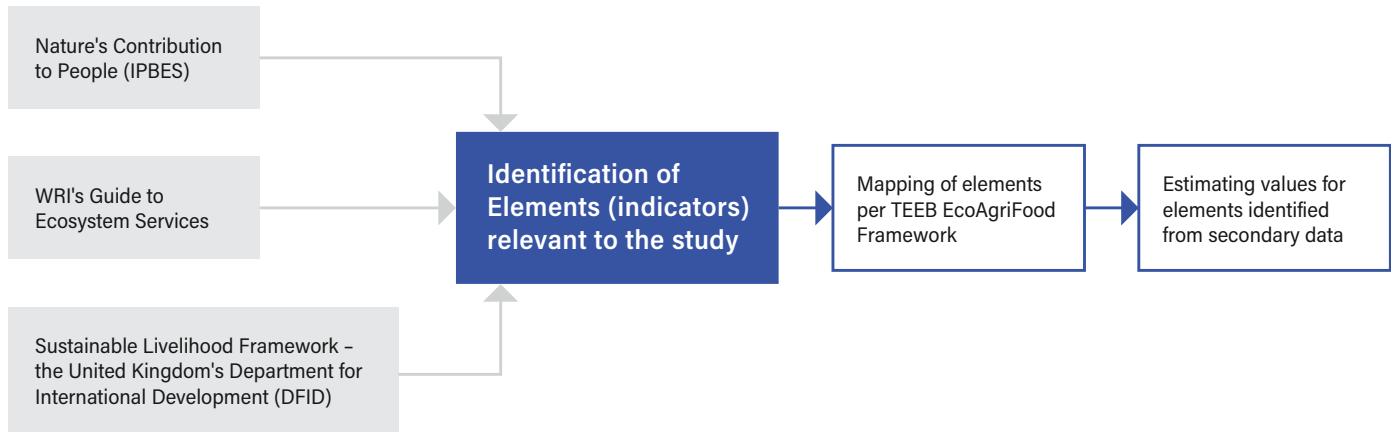 Nature's Contribution
to People (IPBES)
WRI's Guide to
Ecosystem Services
Sustainable Livelihood Framework –
the United Kingdom's Department for
International Development (DFID)
Identification of
Elements (indicators)
relevant to the study
Mapping of elements
per TEEB EcoAgriFood
Framework
Estimating values for
elements identified
from secondary data